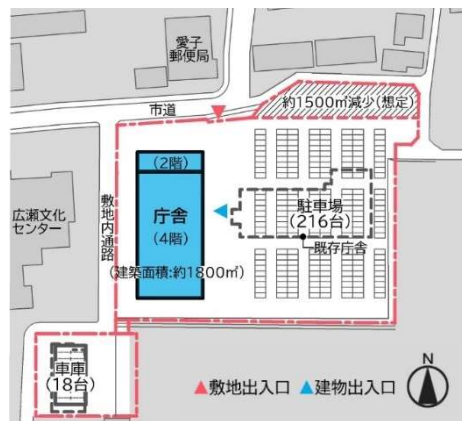 愛子
郵便局
市道
約1500㎡減少(想定)
(2階)
庁舎
(4階)
(建築面積:約1800㎡)
駐車場
(216台)
既存庁舎
敷地内通路
広瀬文化
センター
車庫
(18台)
▲敷地出入口 ▲建物出入口
N